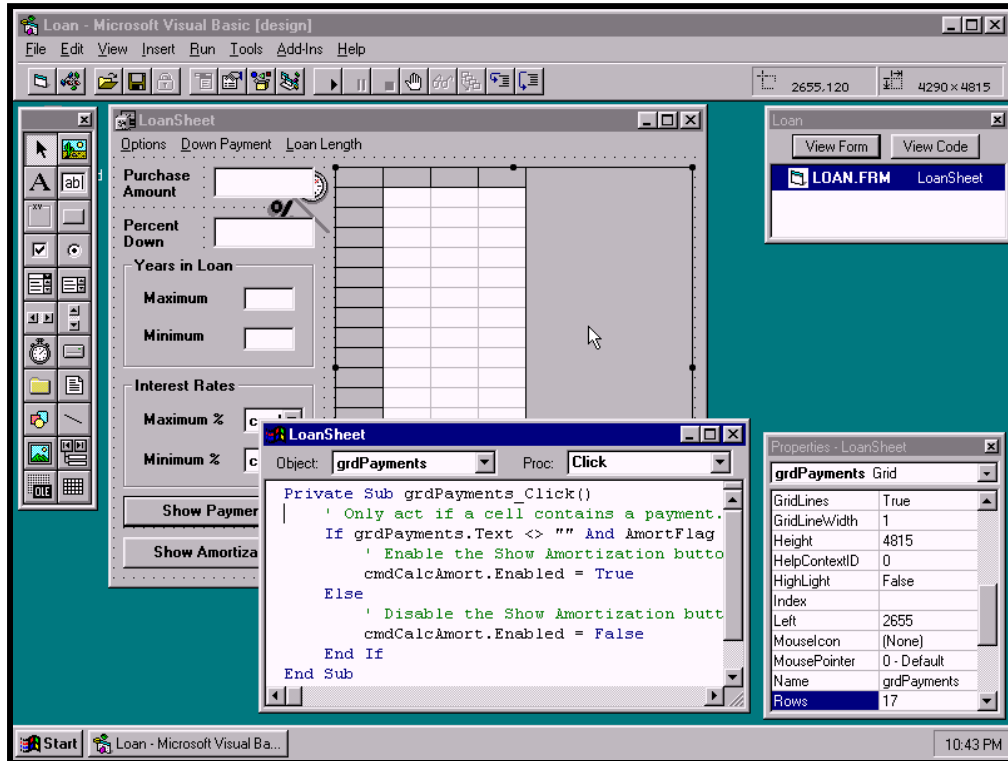 Loan - Microsoft Visual Basic [design]
File Edit View Insert Run Tools Add-Ins Help
2655,120 4290×4815
LoanSheet
Options Down Payment Loan Length
Purchase
Amount
%
Percent
Down
Years in Loan
Maximum
Minimum
Interest Rates
Maximum % c
Minimum % c
Show Paymer
Show Amortiza
A ab|
XY
OLE
Loan
View Form View Code
LOAN.FRM LoanSheet
LoanSheet
Object: grdPayments Proc: Click
Private Sub grdPayments_Click()
' Only act if a cell contains a payment.
If grdPayments.Text <> "" And AmortFlag
' Enable the Show Amortization butto
cmdCalcAmort.Enabled = True
Else
' Disable the Show Amortization butt
cmdCalcAmort.Enabled = False
End If
End Sub
Properties - LoanSheet
grdPayments Grid
GridLines True
GridLineWidth 1
Height 4815
HelpContextID 0
HighLight False
Index
Left 2655
MouseIcon (None)
MousePointer 0 - Default
Name grdPayments
Rows 17
Start Loan - Microsoft Visual Ba... 10:43 PM